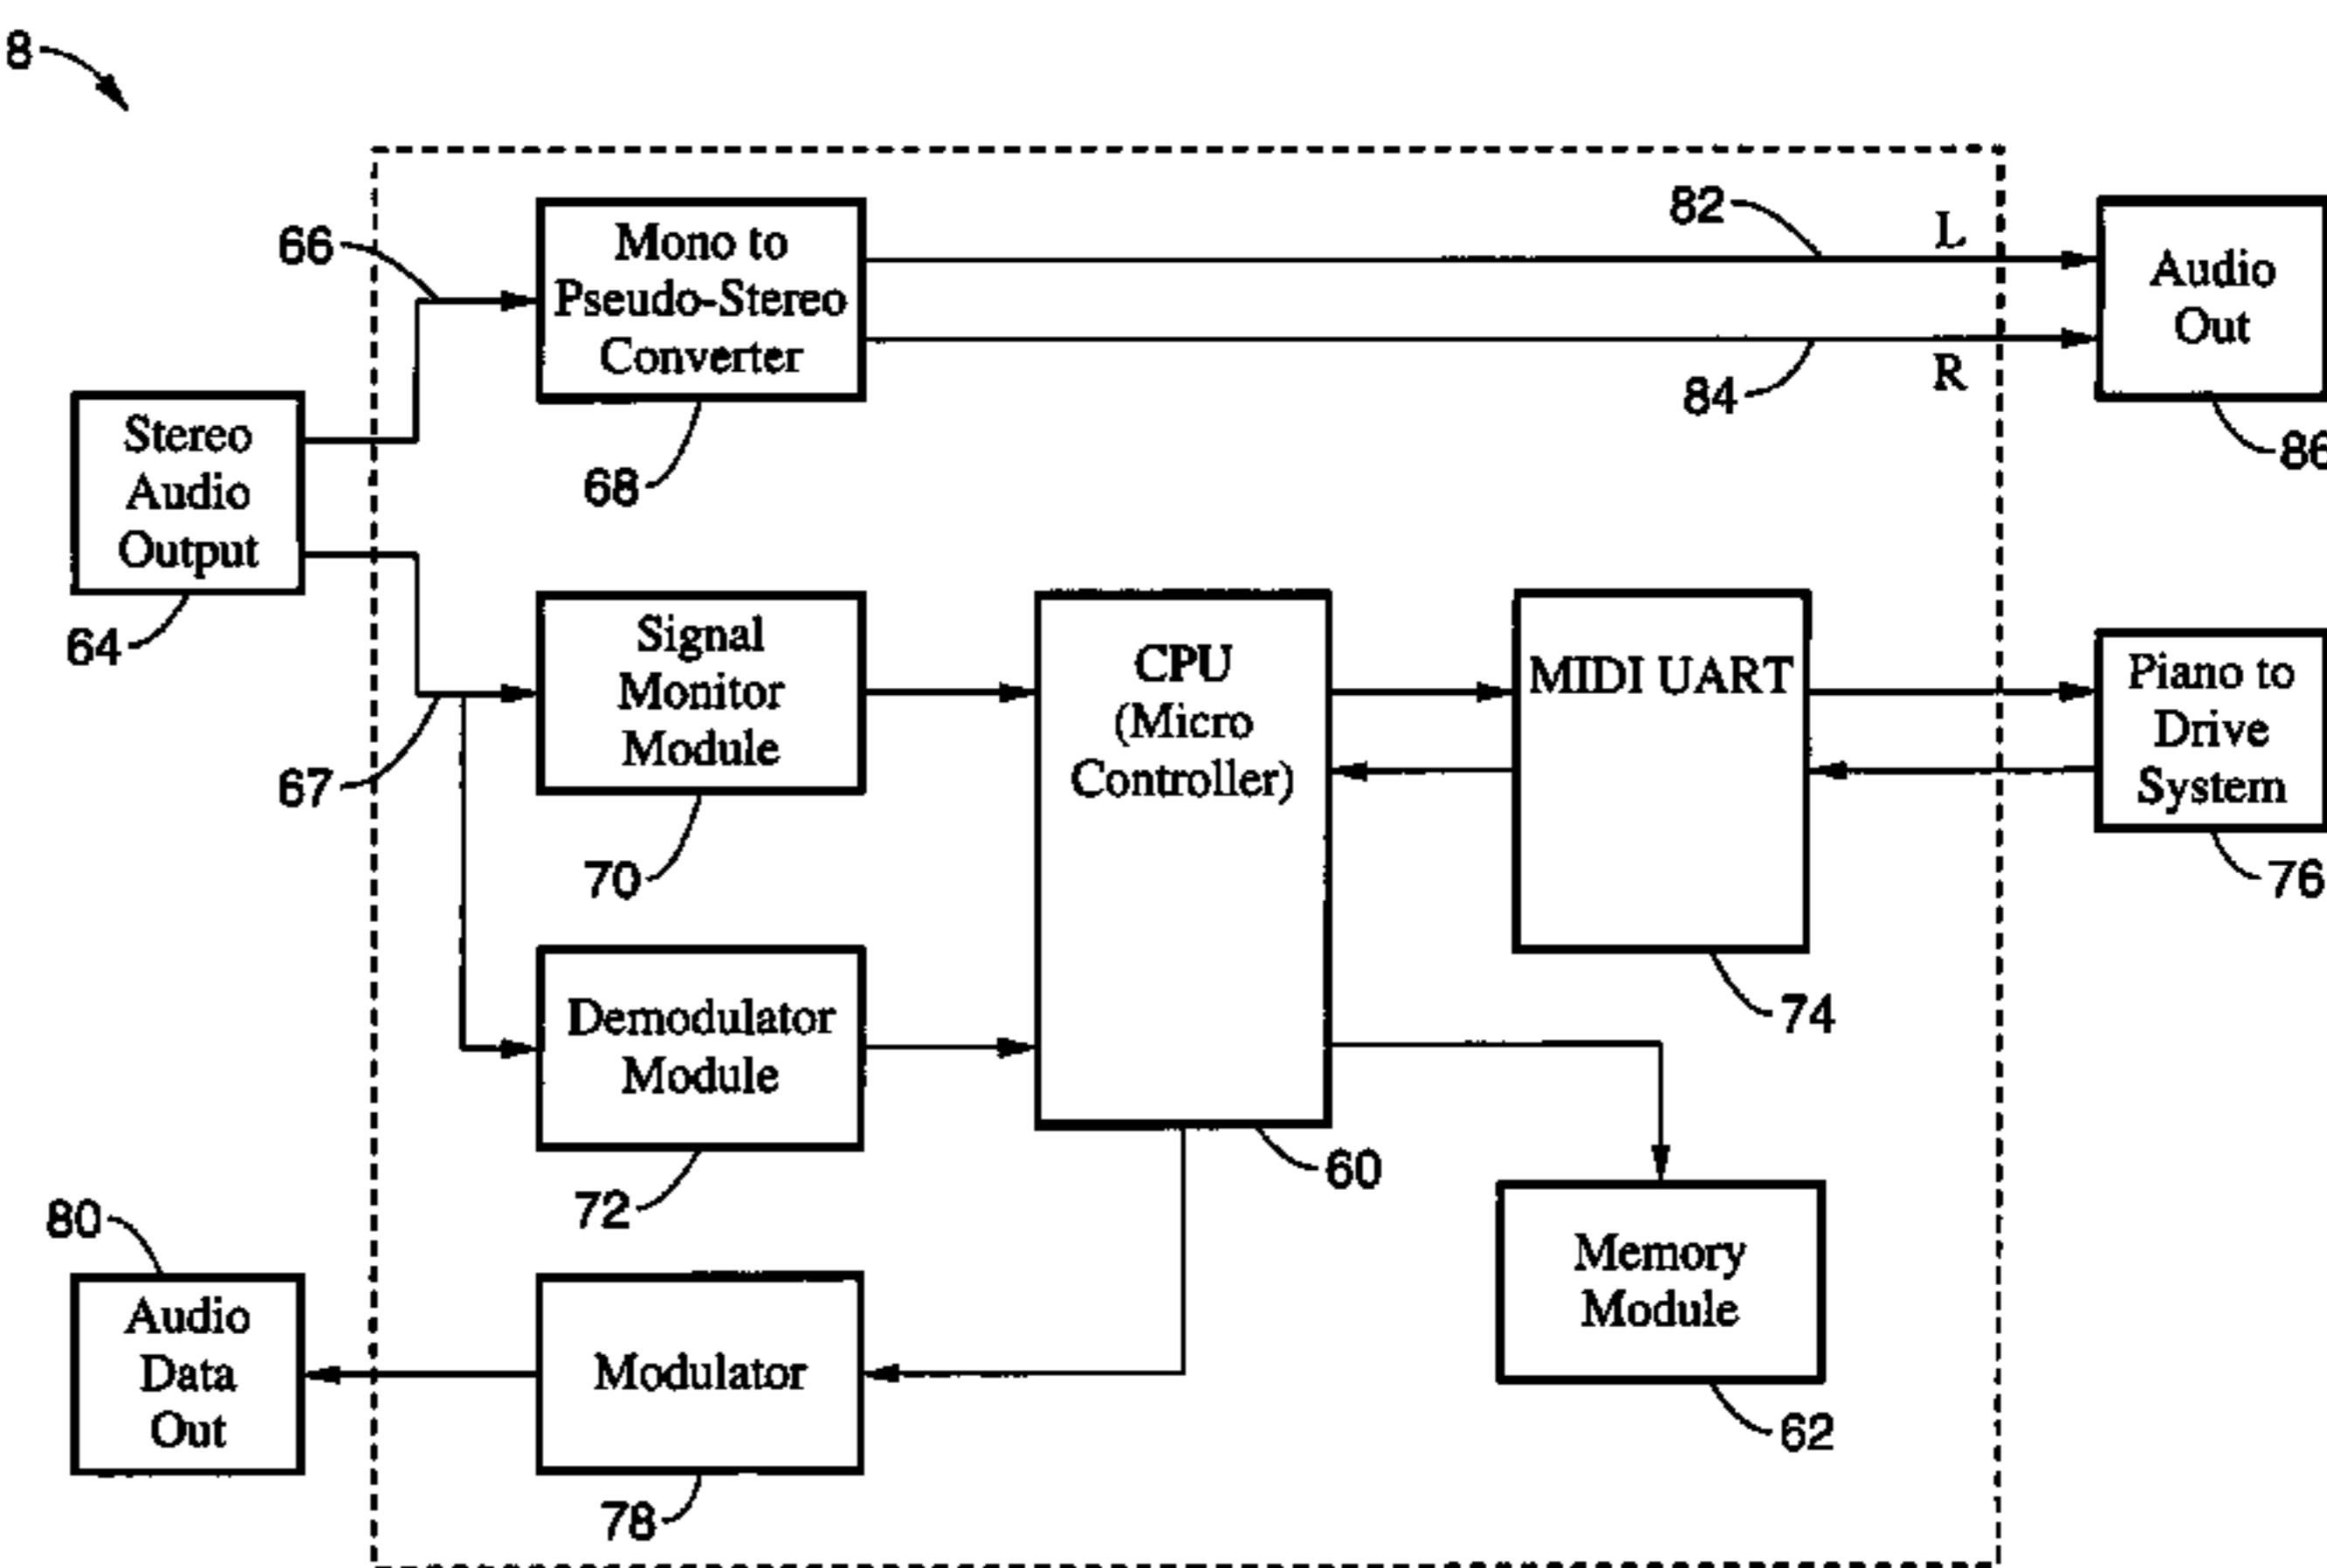 8
66
Mono to
Pseudo-Stereo
Converter
68
82
L
84
R
Audio
Out
86
Stereo
Audio
Output
64
67
Signal
Monitor
Module
70
CPU
(Micro
Controller)
60
MIDI UART
74
Piano to
Drive
System
76
Demodulator
Module
72
Memory
Module
62
80
Audio
Data
Out
Modulator
78